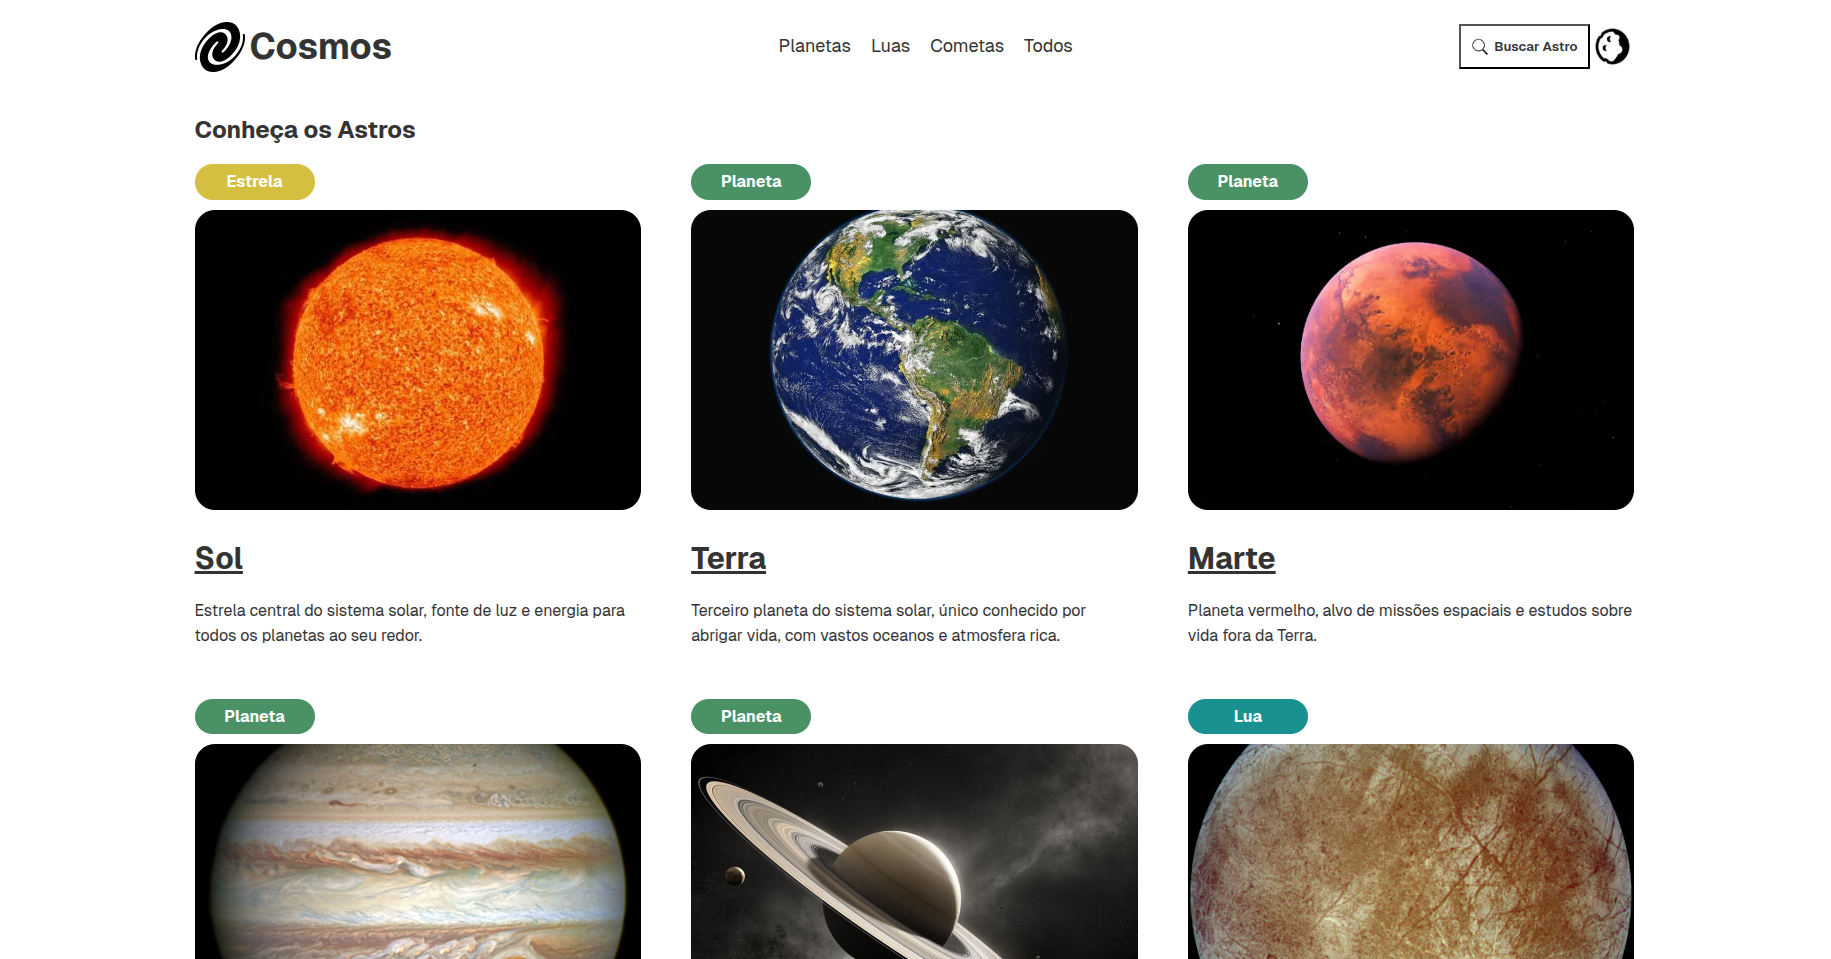 Cosmos
Planetas Luas Cometas Todos
Buscar Astro
Conheça os Astros
Estrela
Sol
Estrela central do sistema solar, fonte de luz e energia para
todos os planetas ao seu redor.
Planeta
Terra
Terceiro planeta do sistema solar, único conhecido por
abrigar vida, com vastos oceanos e atmosfera rica.
Planeta
Marte
Planeta vermelho, alvo de missões espaciais e estudos sobre
vida fora da Terra.
Planeta
Planeta
Lua